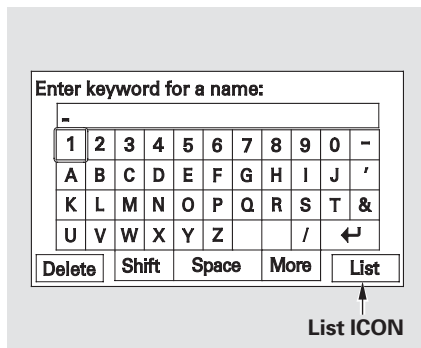 Enter keyword for a name:
-
1 2 3 4 5 6 7 8 9 0 -
A B C D E F G H I J '
K L M N O P Q R S T &
U V W X Y Z / ↵
Delete Shift Space More List
List ICON